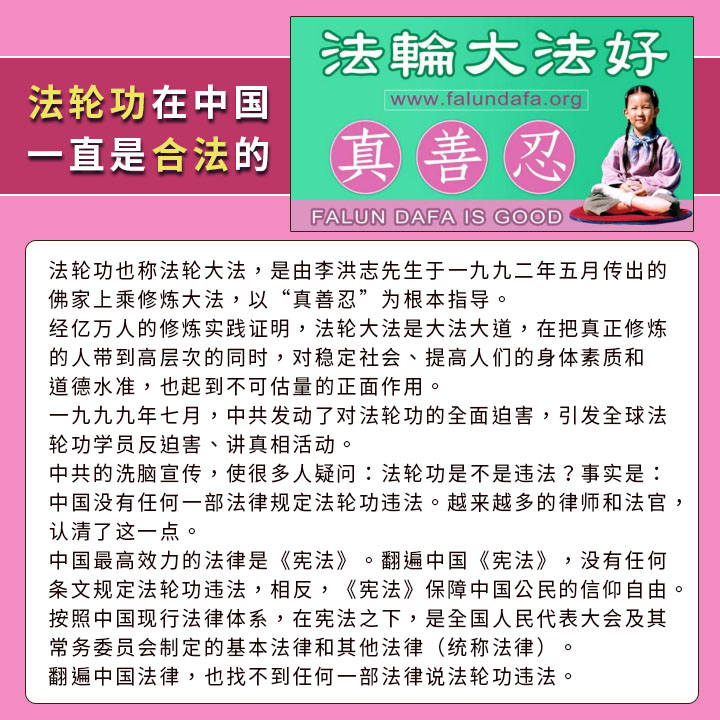 法轮功在中国
一直是合法的
法輪大法好
www.falundafa.org
真善忍
FALUN DAFA IS GOOD
法轮功也称法轮大法，是由李洪志先生于一九九二年五月传出的
佛家上乘修炼大法，以“真善忍”为根本指导。
经亿万人的修炼实践证明，法轮大法是大法大道，在把真正修炼
的人带到高层次的同时，对稳定社会、提高人们的身体素质和
道德水准，也起到不可估量的正面作用。
一九九九年七月，中共发动了对法轮功的全面迫害，引发全球法
轮功学员反迫害、讲真相活动。
中共的洗脑宣传，使很多人疑问：法轮功是不是违法？事实是：
中国没有任何一部法律规定法轮功违法。越来越多的律师和法官，
认清了这一点。
中国最高效力的法律是《宪法》。翻遍中国《宪法》，没有任何
条文规定法轮功违法，相反，《宪法》保障中国公民的信仰自由。
按照中国现行法律体系，在宪法之下，是全国人民代表大会及其
常务委员会制定的基本法律和其他法律（统称法律）。
翻遍中国法律，也找不到任何一部法律说法轮功违法。